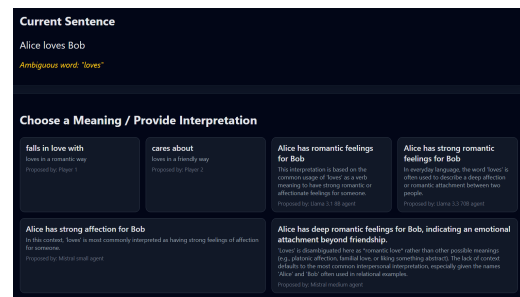 Current Sentence
Alice loves Bob
Ambiguous word: "loves"
Choose a Meaning / Provide Interpretation
falls in love with
loves in a romantic way
Proposed by: Player 1
cares about
loves in a friendly way
Proposed by: Player 2
Alice has romantic feelings
for Bob
This interpretation is based on the
common usage of 'loves' as a verb
meaning to have strong romantic or
affectionate feelings for someone.
Proposed by: Llama 3.1 8B agent
Alice has strong romantic
feelings for Bob
In everyday language, the word 'loves' is
often used to describe a deep affection
or romantic attachment between two
people.
Proposed by: Llama 3.3 70B agent
Alice has strong affection for Bob
In this context, 'loves' is most commonly interpreted as having strong feelings of affection
for someone.
Proposed by: Mistral small agent
Alice has deep romantic feelings for Bob, indicating an emotional
attachment beyond friendship.
'Loves' is disambiguated here as *romantic love* rather than other possible meanings
(e.g., platonic affection, familial love, or liking something abstract). The lack of context
defaults to the most common interpersonal interpretation, especially given the names
'Alice' and 'Bob' often used in relational examples.
Proposed by: Mistral medium agent